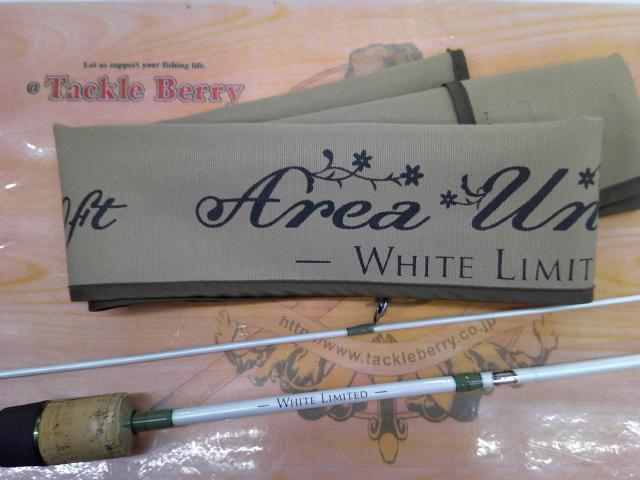 Let us support your fishing life.
@ Tackle Berry
fit Area Un
— WHITE LIMIT
http://www.tackleberry.co.jp
— WHITE LIMITED —